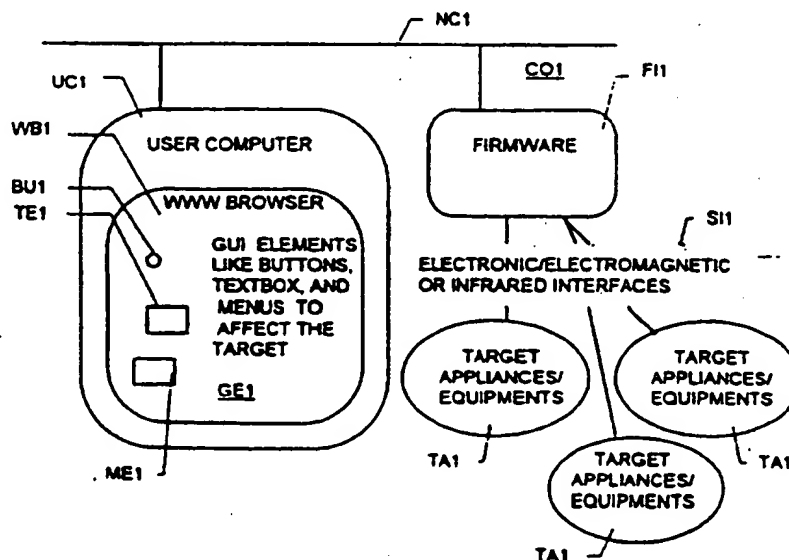 NC1
UC1
CO1
FI1
WB1
USER COMPUTER
FIRMWARE
BU1
TE1
WWW BROWSER
GUI ELEMENTS
LIKE BUTTONS,
TEXTBOX, AND
MENUS TO
AFFECT THE
TARGET
GE1
ME1
SI1
ELECTRONIC/ELECTROMAGNETIC
OR INFRARED INTERFACES
TARGET
APPLIANCES/
EQUIPMENTS
TA1
TARGET
APPLIANCES/
EQUIPMENTS
TA1
TARGET
APPLIANCES/
EQUIPMENTS
TA1